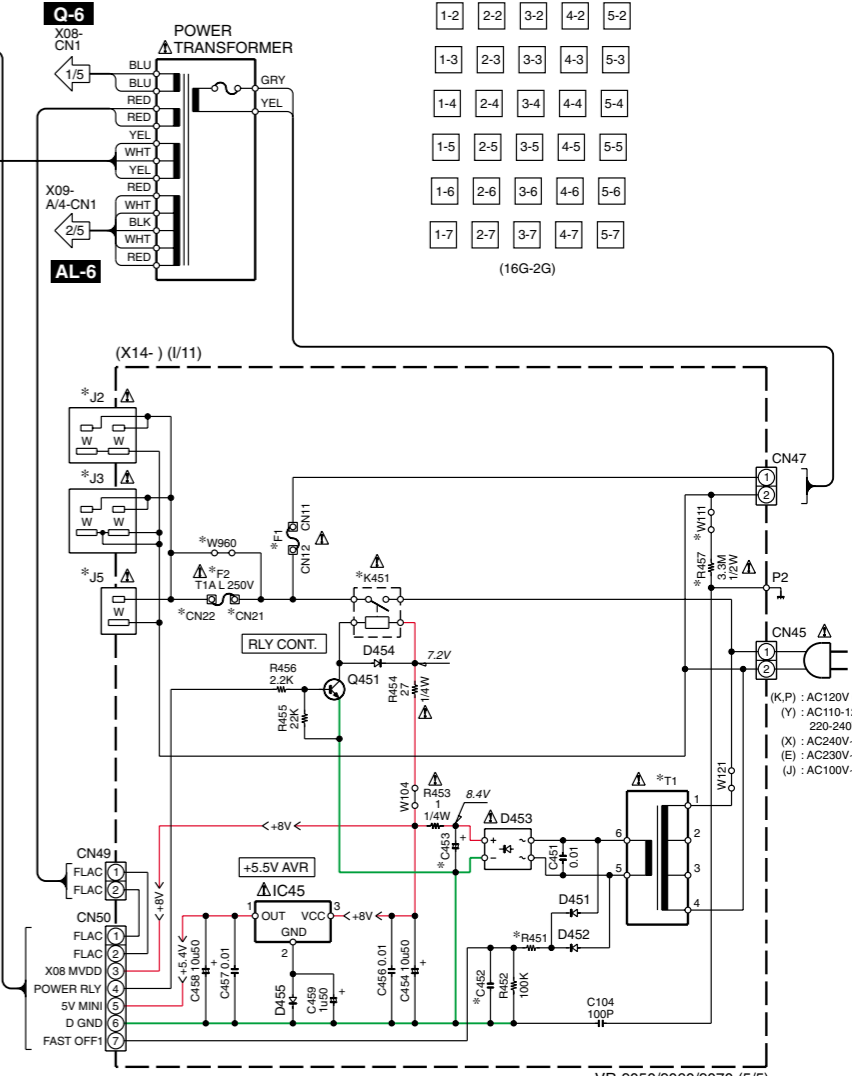 Q-6
X08-
CN1
1/5
POWER
TRANSFORMER
BLU
BLU
RED
RED
YEL
WHT
YEL
RED
WHT
BLK
WHT
RED
GRY
YEL
X09-
A/4-CN1
2/5
AL-6
1-2 2-2 3-2 4-2 5-2
1-3 2-3 3-3 4-3 5-3
1-4 2-4 3-4 4-4 5-4
1-5 2-5 3-5 4-5 5-5
1-6 2-6 3-6 4-6 5-6
1-7 2-7 3-7 4-7 5-7
(16G-2G)
(X14- ) (I/11)
*J2
W W
*J3
W W
*J5
W
*W960
*F2
T1A L 250V
*CN22 *CN21
*F1
CN11
CN12
*K451
RLY CONT.
D454
7.2V
Q451
R456
2.2K
R455
22K
R454
27
1/4W
CN47
1
2
*W111
*R457
3.3M
1/2W
P2
CN45
1
2
(K,P) : AC120V
(Y) : AC110-12
220-240
(X) : AC240V~
(E) : AC230V~
(J) : AC100V~
W121
*T1
1
2
3
4
6
5
W104
R453
1
1/4W
8.4V
D453
+ ~
− ~
*C453
+
C451
0.01
<+8V<
+5.5V AVR
IC45
1 OUT VCC 3
GND
2
<+8V<
CN49
FLAC 1
FLAC 2
+8V
CN50
FLAC 1
FLAC 2
X08 MVDD 3
POWER RLY 4
5V MINI 5
D GND 6
FAST OFF1 7
+5.4V
C458 10u50
+
C457 0.01
D455
C459
1u50
+
C456 0.01
C454 10u50
+
D451
D452
*R451
*C452
R452
100K
C104
100P